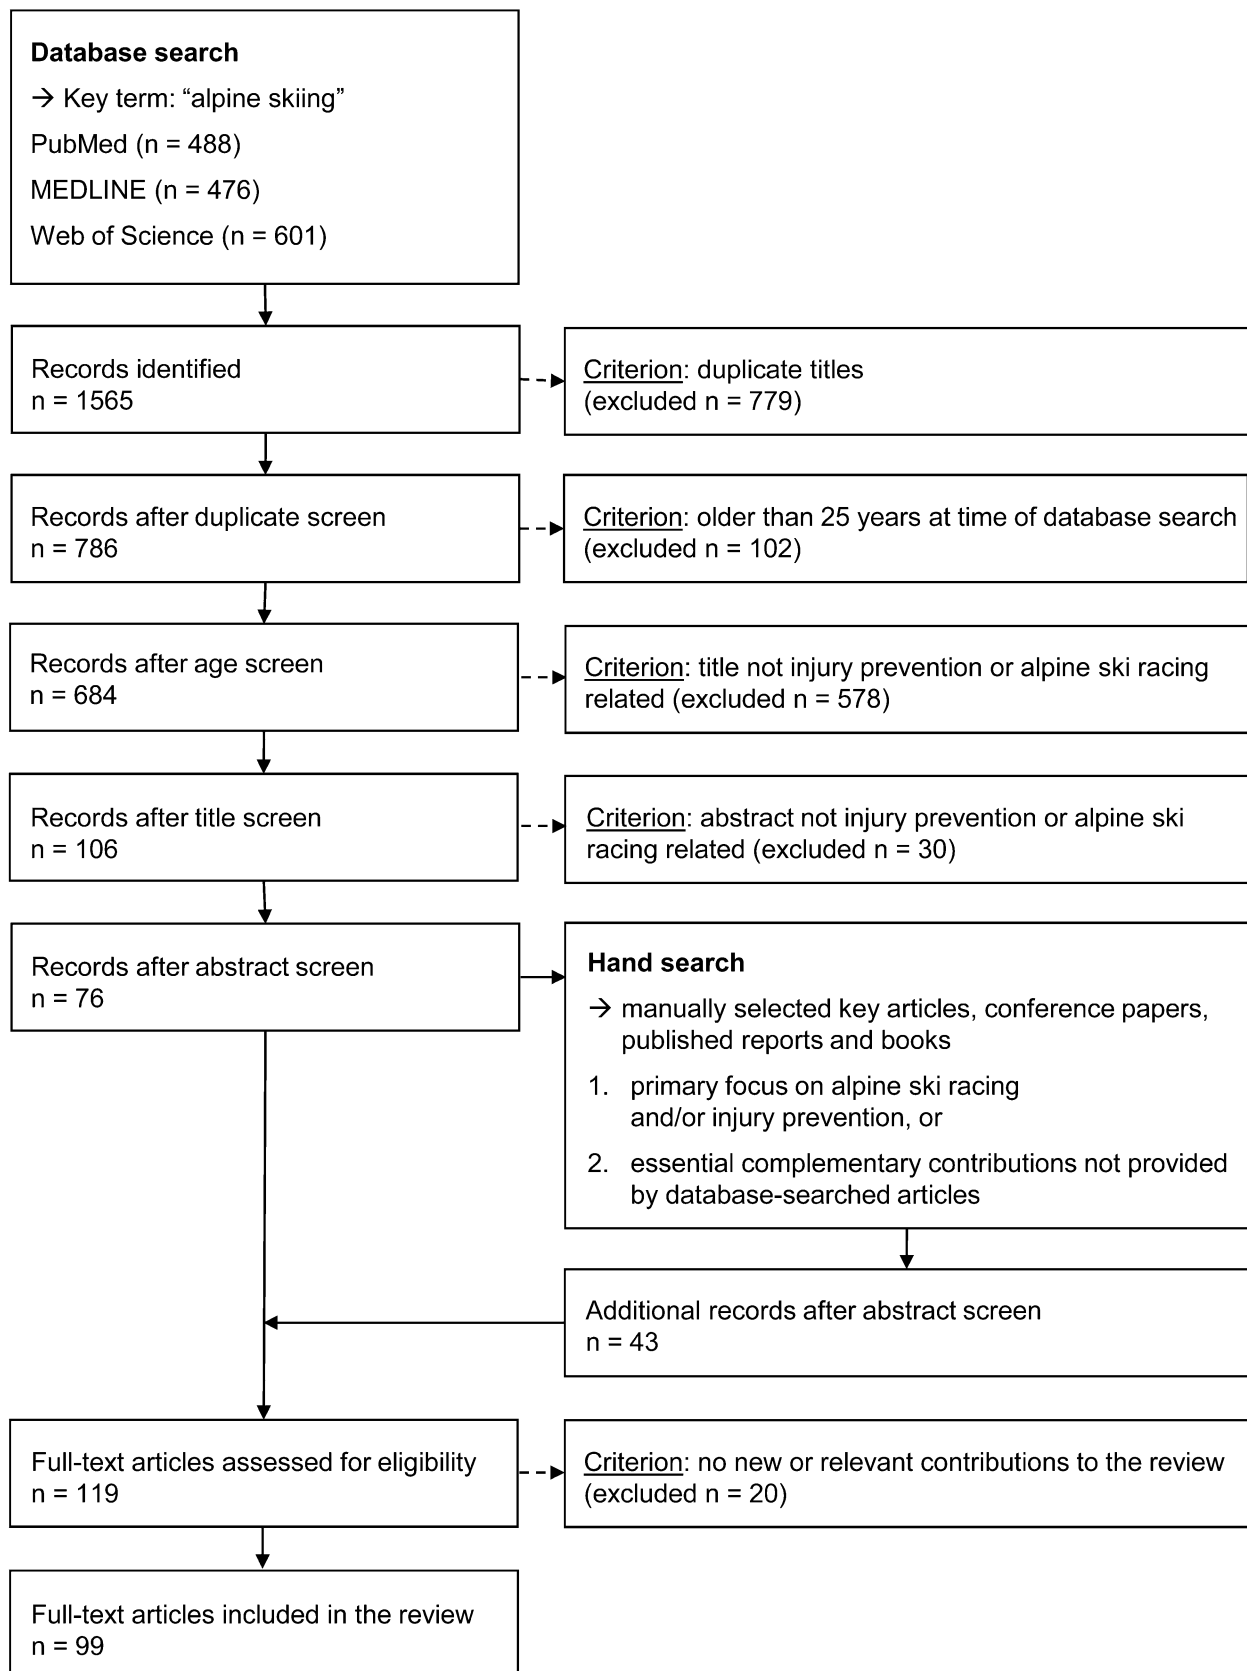 Database search
→ Key term: “alpine skiing”
PubMed (n = 488)
MEDLINE (n = 476)
Web of Science (n = 601)
Records identified
n = 1565
Criterion: duplicate titles
(excluded n = 779)
Records after duplicate screen
n = 786
Criterion: older than 25 years at time of database search
(excluded n = 102)
Records after age screen
n = 684
Criterion: title not injury prevention or alpine ski racing
related (excluded n = 578)
Records after title screen
n = 106
Criterion: abstract not injury prevention or alpine ski
racing related (excluded n = 30)
Records after abstract screen
n = 76
Hand search
→ manually selected key articles, conference papers,
published reports and books
1. primary focus on alpine ski racing
and/or injury prevention, or
2. essential complementary contributions not provided
by database-searched articles
Additional records after abstract screen
n = 43
Full-text articles assessed for eligibility
n = 119
Criterion: no new or relevant contributions to the review
(excluded n = 20)
Full-text articles included in the review
n = 99